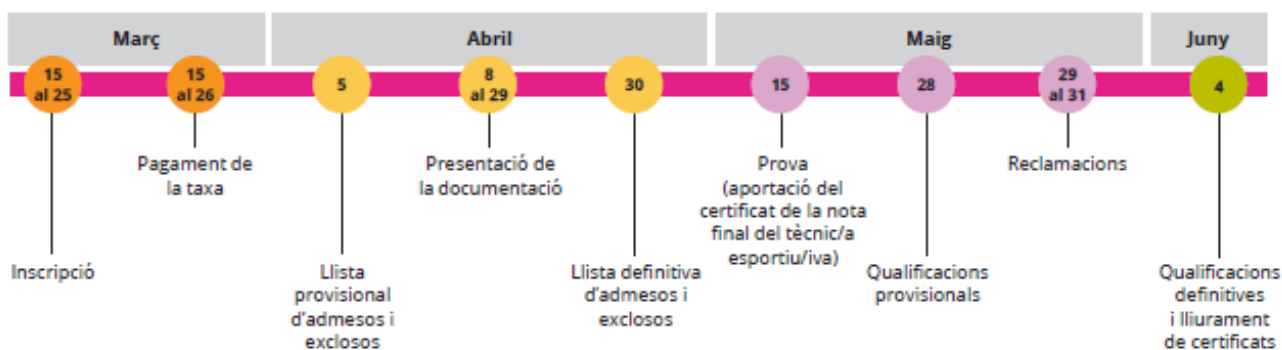 Març
Abril
Maig
Juny
15
al 25
15
al 26
5
8
al 29
30
15
28
29
al 31
4
Pagament de
la taxa
Presentació de
la documentació
Prova
(aportació del
certificat de la nota
final del tècnic/a
esportiu/iva)
Reclamacions
Inscripció
Llista
provisional
d'admesos i
exclosos
Llista definitiva
d'admesos i
exclosos
Qualificacions
provisionals
Qualificacions
definitives
i lliurament
de certificats